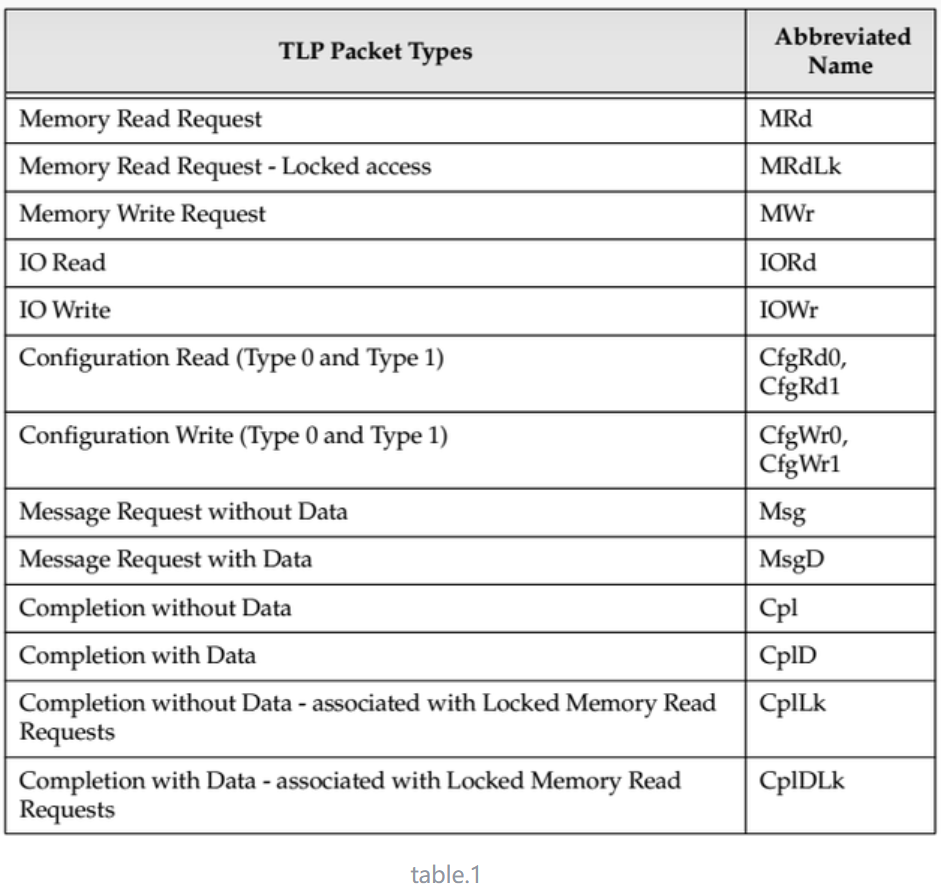 TLP Packet Types
Abbreviated
Name
Memory Read Request
MRd
Memory Read Request - Locked access
MRdLk
Memory Write Request
MWr
IO Read
IORd
IO Write
IOWr
Configuration Read (Type 0 and Type 1)
CfgRd0,
CfgRd1
Configuration Write (Type 0 and Type 1)
CfgWr0,
CfgWr1
Message Request without Data
Msg
Message Request with Data
MsgD
Completion without Data
Cpl
Completion with Data
CplD
Completion without Data - associated with Locked Memory Read
Requests
CplLk
Completion with Data - associated with Locked Memory Read
Requests
CplDLk
table.1